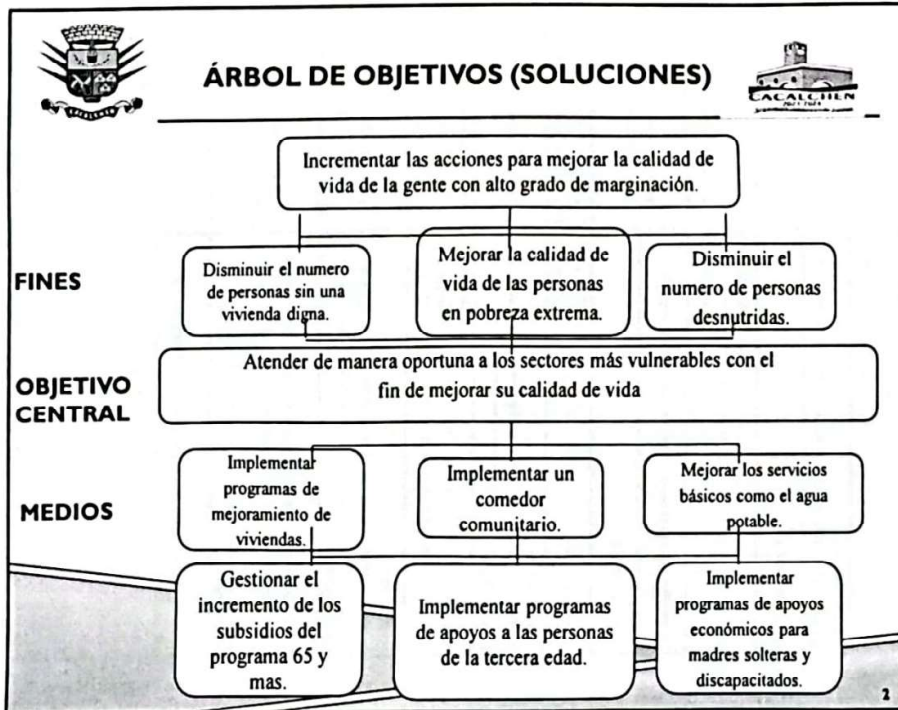 ÁRBOL DE OBJETIVOS (SOLUCIONES)
CACALCHEN
2021-2024
Incrementar las acciones para mejorar la calidad de
vida de la gente con alto grado de marginación.
FINES
Disminuir el numero
de personas sin una
vivienda digna.
Mejorar la calidad de
vida de las personas
en pobreza extrema.
Disminuir el
numero de personas
desnutridas.
OBJETIVO
CENTRAL
Atender de manera oportuna a los sectores más vulnerables con el
fin de mejorar su calidad de vida
MEDIOS
Implementar
programas de
mejoramiento de
viviendas.
Implementar un
comedor
comunitario.
Mejorar los servicios
básicos como el agua
potable.
Gestionar el
incremento de los
subsidios del
programa 65 y
mas.
Implementar programas
de apoyos a las personas
de la tercera edad.
Implementar
programas de apoyos
económicos para
madres solteras y
discapacitados.
2